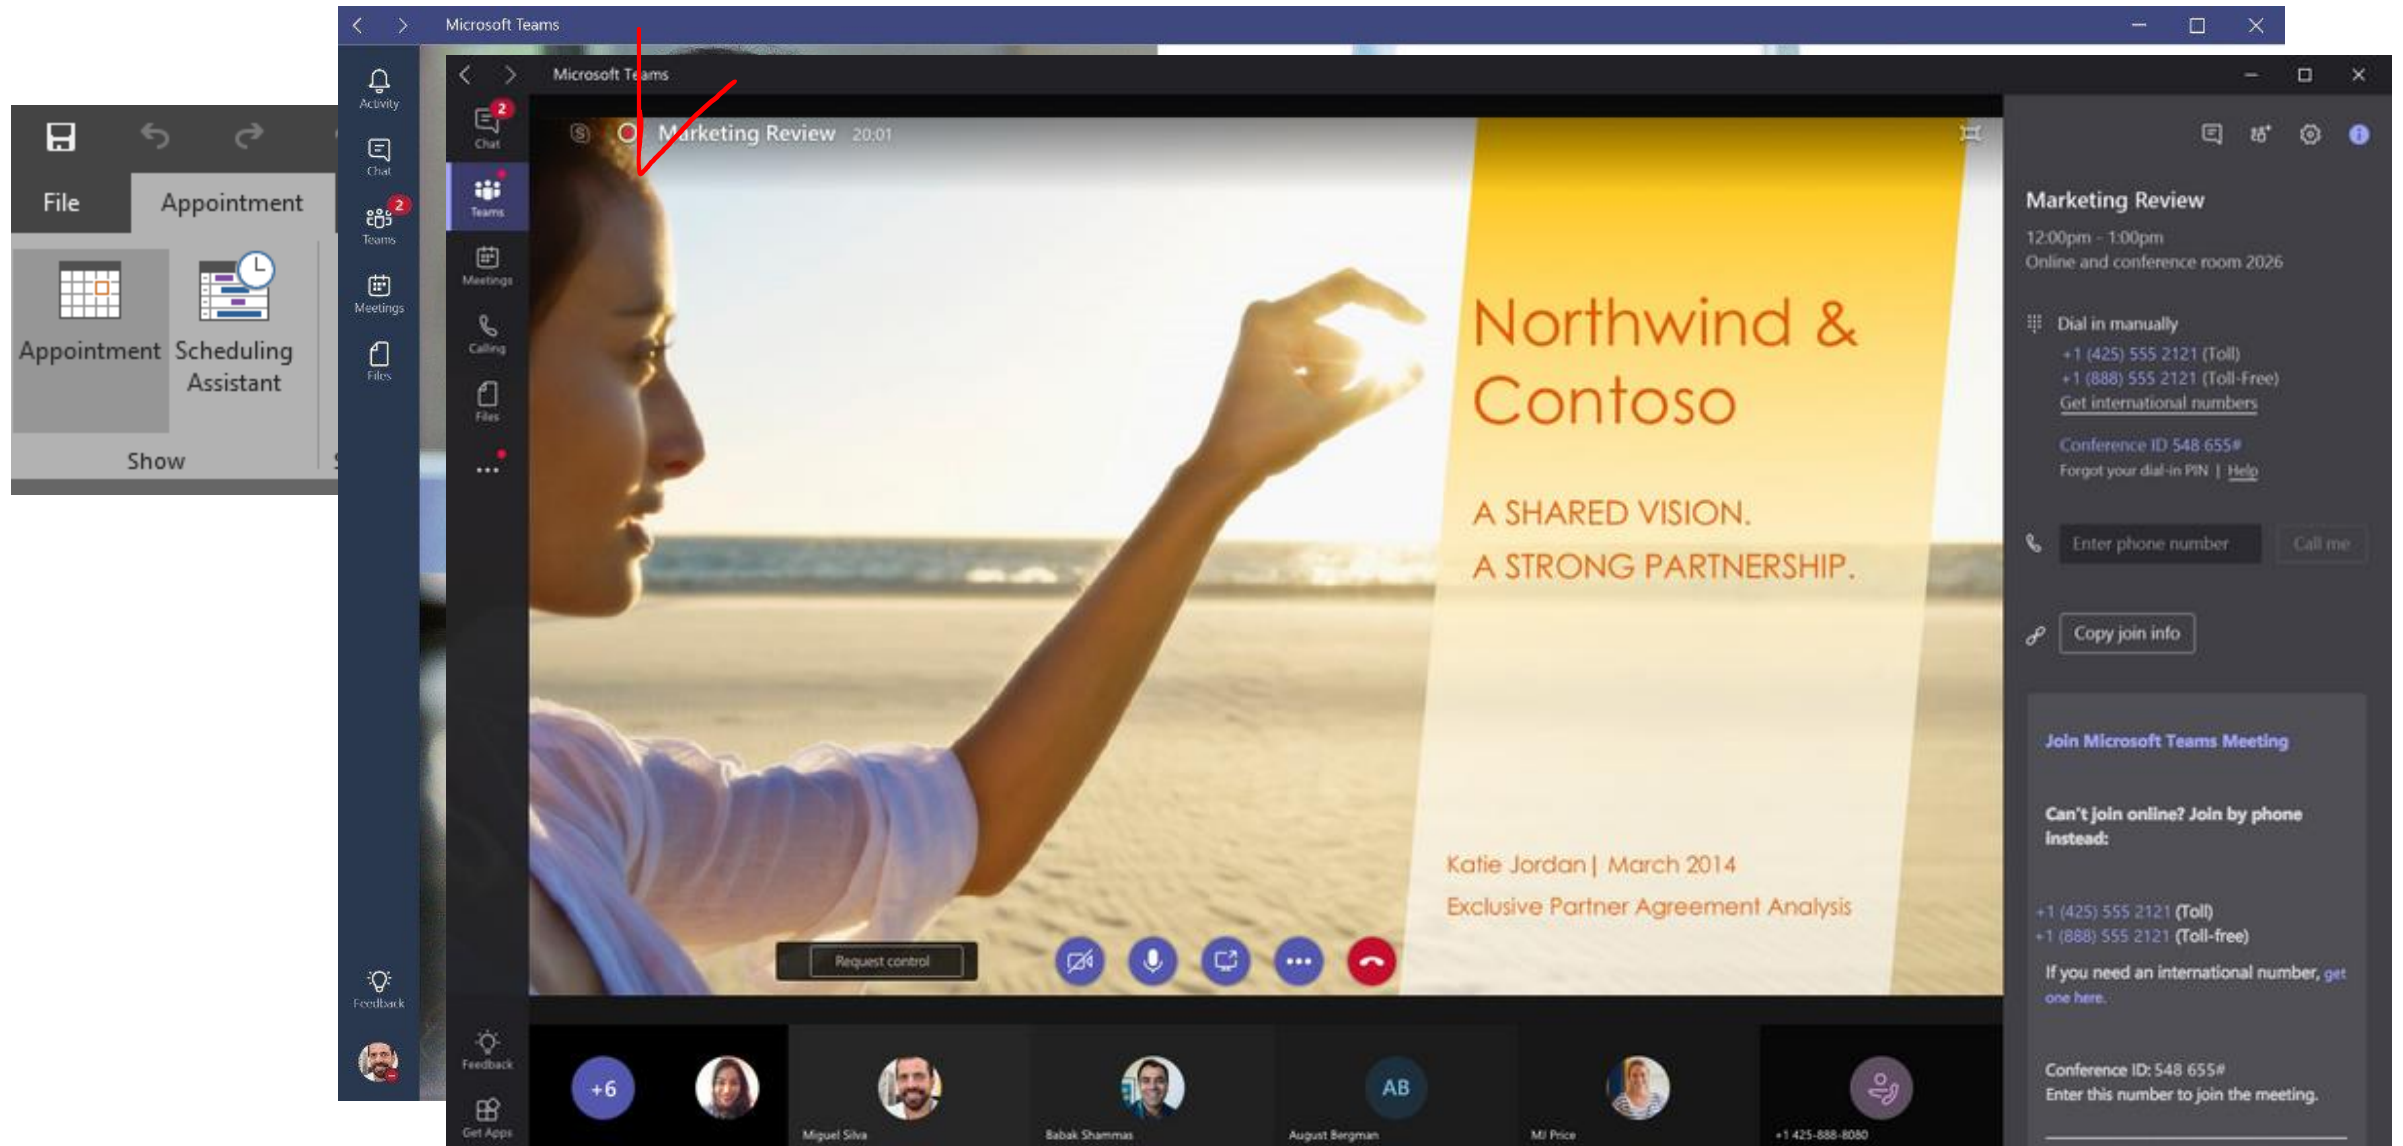 Microsoft Teams
Activity
Chat
2
Teams
Meetings
Files
Feedback
File
Appointment
Appointment
Scheduling
Assistant
Show
Microsoft Teams
2
Chat
Teams
Meetings
Calling
Files
Feedback
Get Apps
Marketing Review 20:01
Northwind &
Contoso
A SHARED VISION.
A STRONG PARTNERSHIP.
Katie Jordan| March 2014
Exclusive Partner Agreement Analysis
Request control
+6
Miguel Silva
Babak Shammas
AB
August Bergman
MJ Price
+1 425-888-8080
Marketing Review
12:00pm - 1:00pm
Online and conference room 2026
Dial in manually
+1 (425) 555 2121 (Toll)
+1 (888) 555 2121 (Toll-Free)
Get international numbers
Conference ID 548 655#
Forgot your dial-in PIN | Help
Enter phone number
Call me
Copy join info
Join Microsoft Teams Meeting
Can't join online? Join by phone
instead:
+1 (425) 555 2121 (Toll)
+1 (888) 555 2121 (Toll-free)
If you need an international number, get
one here.
Conference ID: 548 655#
Enter this number to join the meeting.